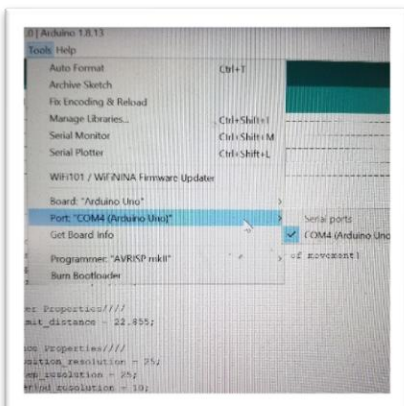 | Arduino 1.8.13
Tools Help
Auto Format Ctrl+T
Archive Sketch
Fix Encoding & Reload
Manage Libraries... Ctrl+Shift+I
Serial Monitor Ctrl+Shift+M
Serial Plotter Ctrl+Shift+L
WiFi101 / WiFiNINA Firmware Updater
Board: "Arduino Uno"
Port: "COM4 (Arduino Uno)" Serial ports
Get Board Info COM4 (Arduino Uno
Programmer: "AVRISP mkII" of movement)
Burn Bootloader
Properties////
mit_distance = 22.855;
Properties////
sition_resolution = 25;
resolution = 25;
resolution = 10;